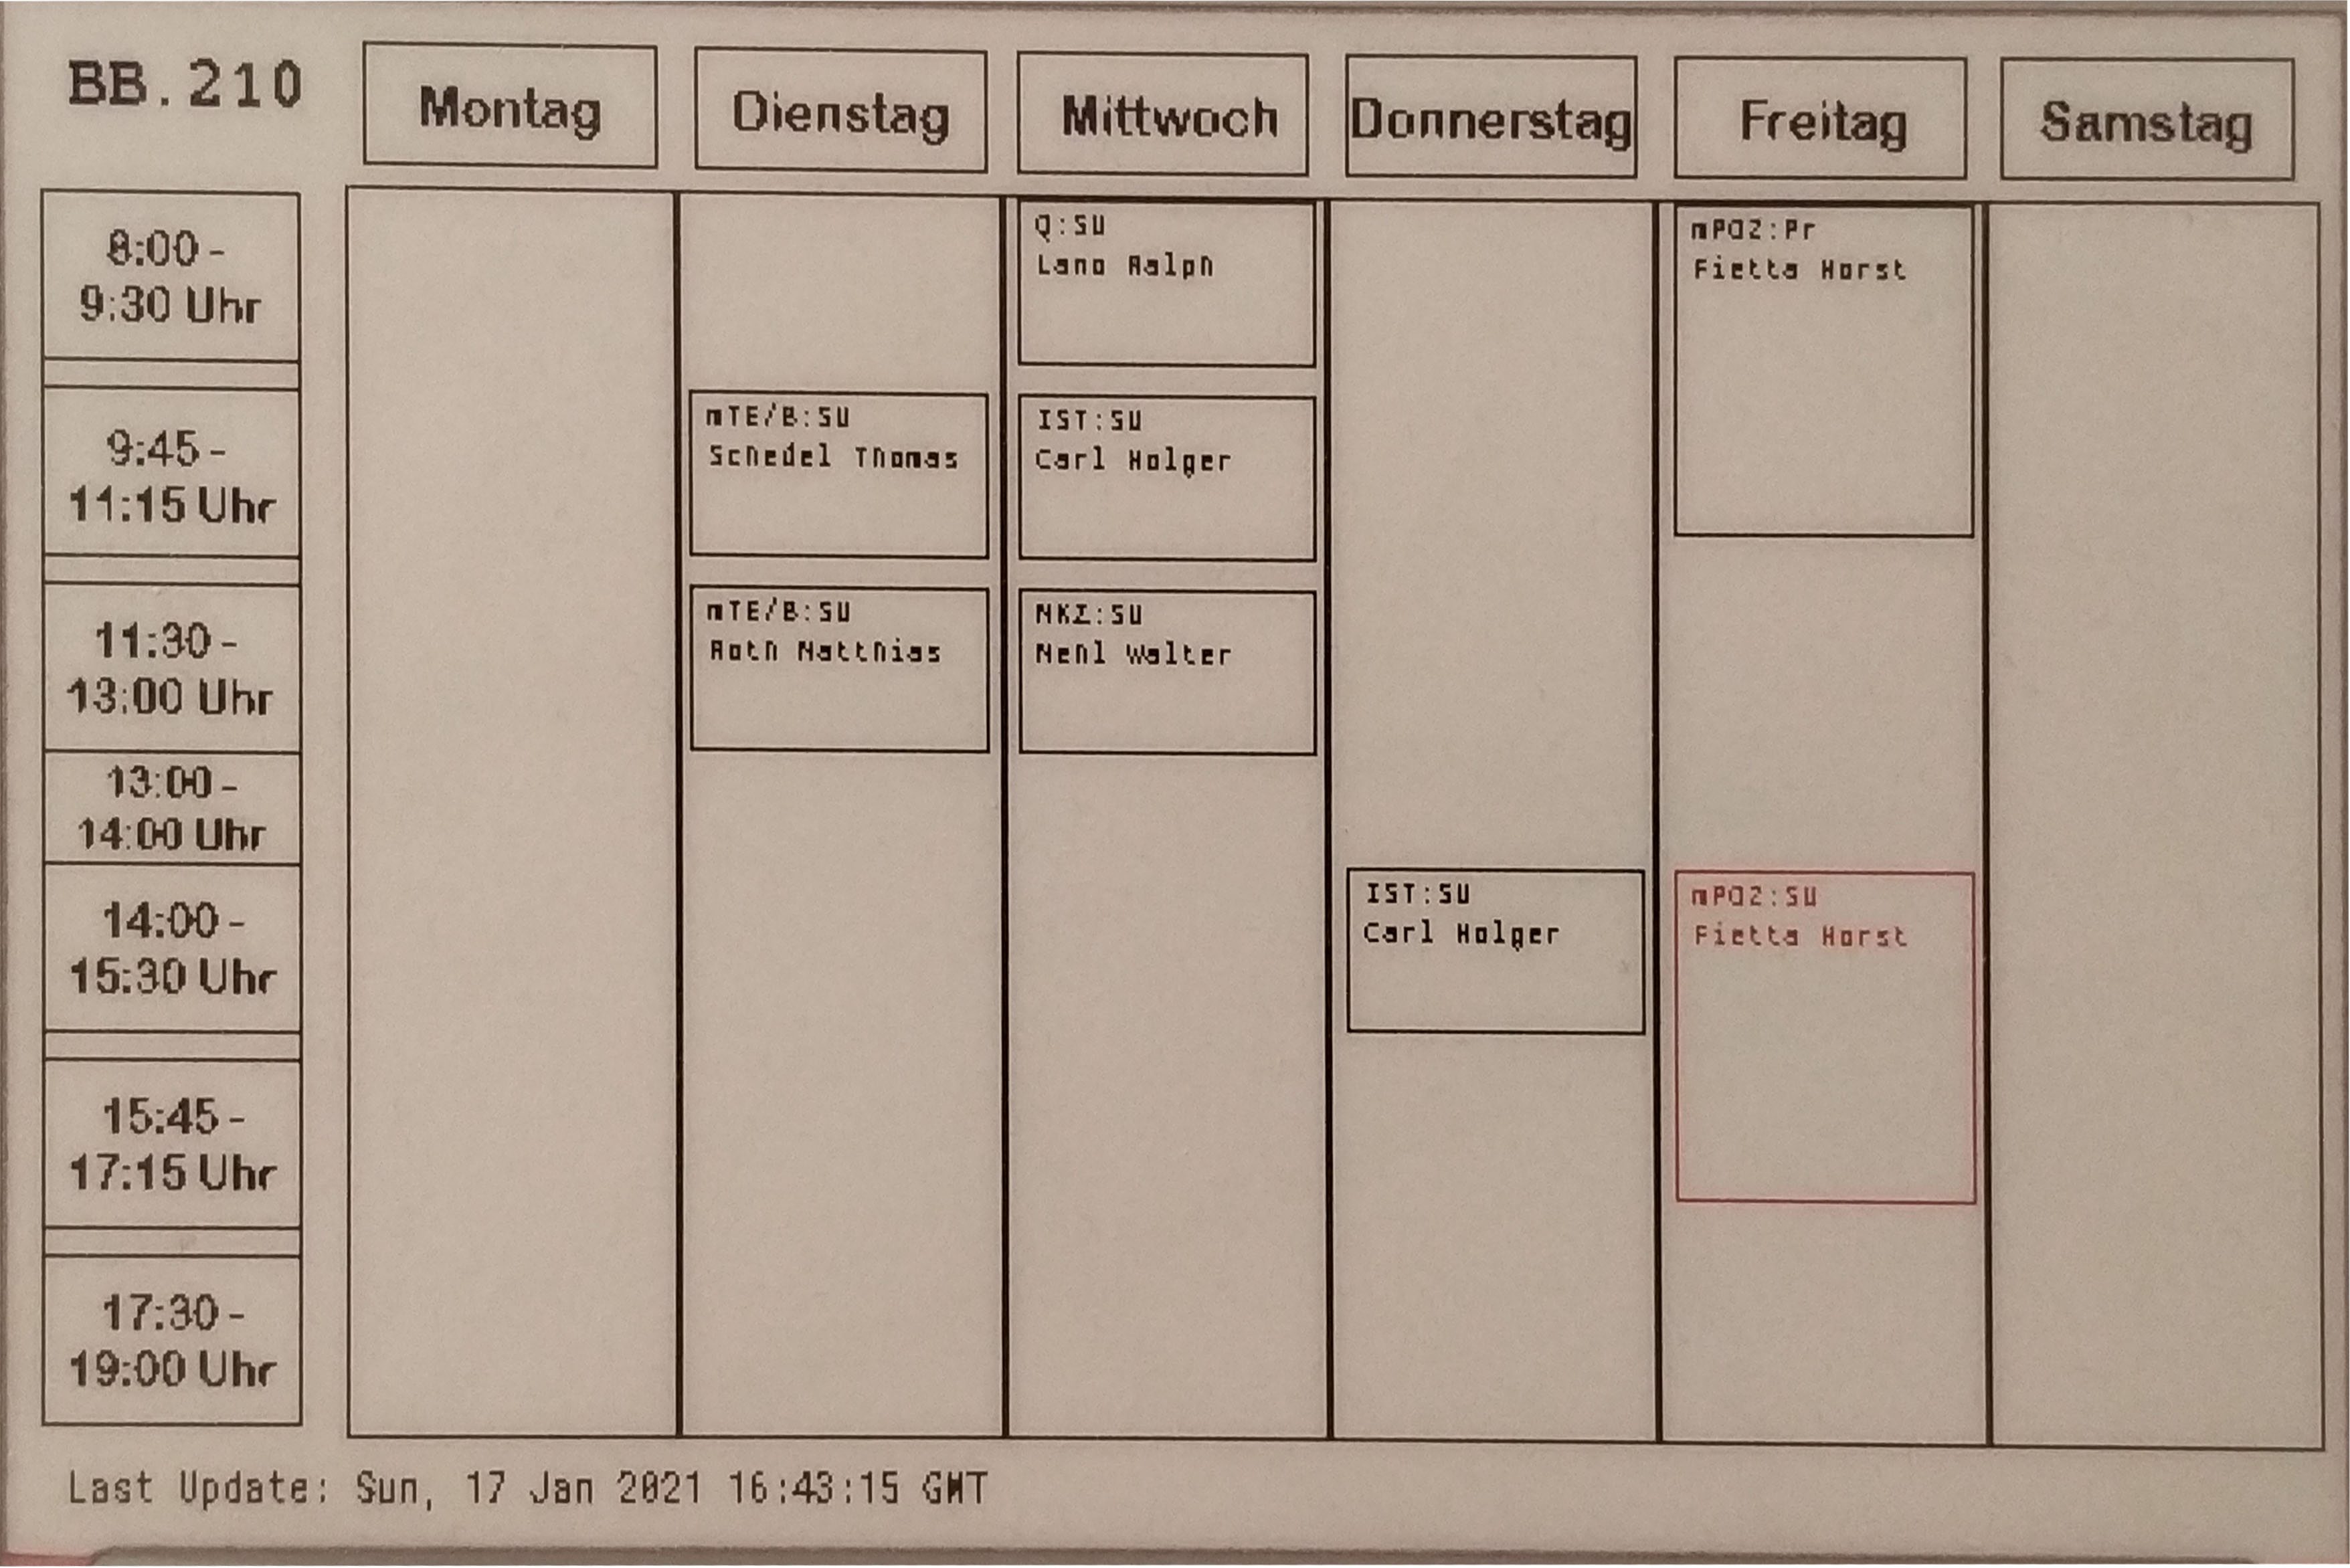 BB.210
Montag
Dienstag
Mittwoch
Donnerstag
Freitag
Samstag
8:00 -
9:30 Uhr
9:45 -
11:15 Uhr
11:30 -
13:00 Uhr
13:00 -
14:00 Uhr
14:00 -
15:30 Uhr
15:45 -
17:15 Uhr
17:30 -
19:00 Uhr
mTE/B:SU
Schedel Thomas
mTE/B:SU
Roth Matthias
Q:SU
Lano Ralph
IST:SU
Carl Holger
NKI:SU
Nehl Walter
IST:SU
Carl Holger
mPO2:Pr
Fietta Horst
mPO2:SU
Fietta Horst
Last Update: Sun, 17 Jan 2021 16:43:15 GMT